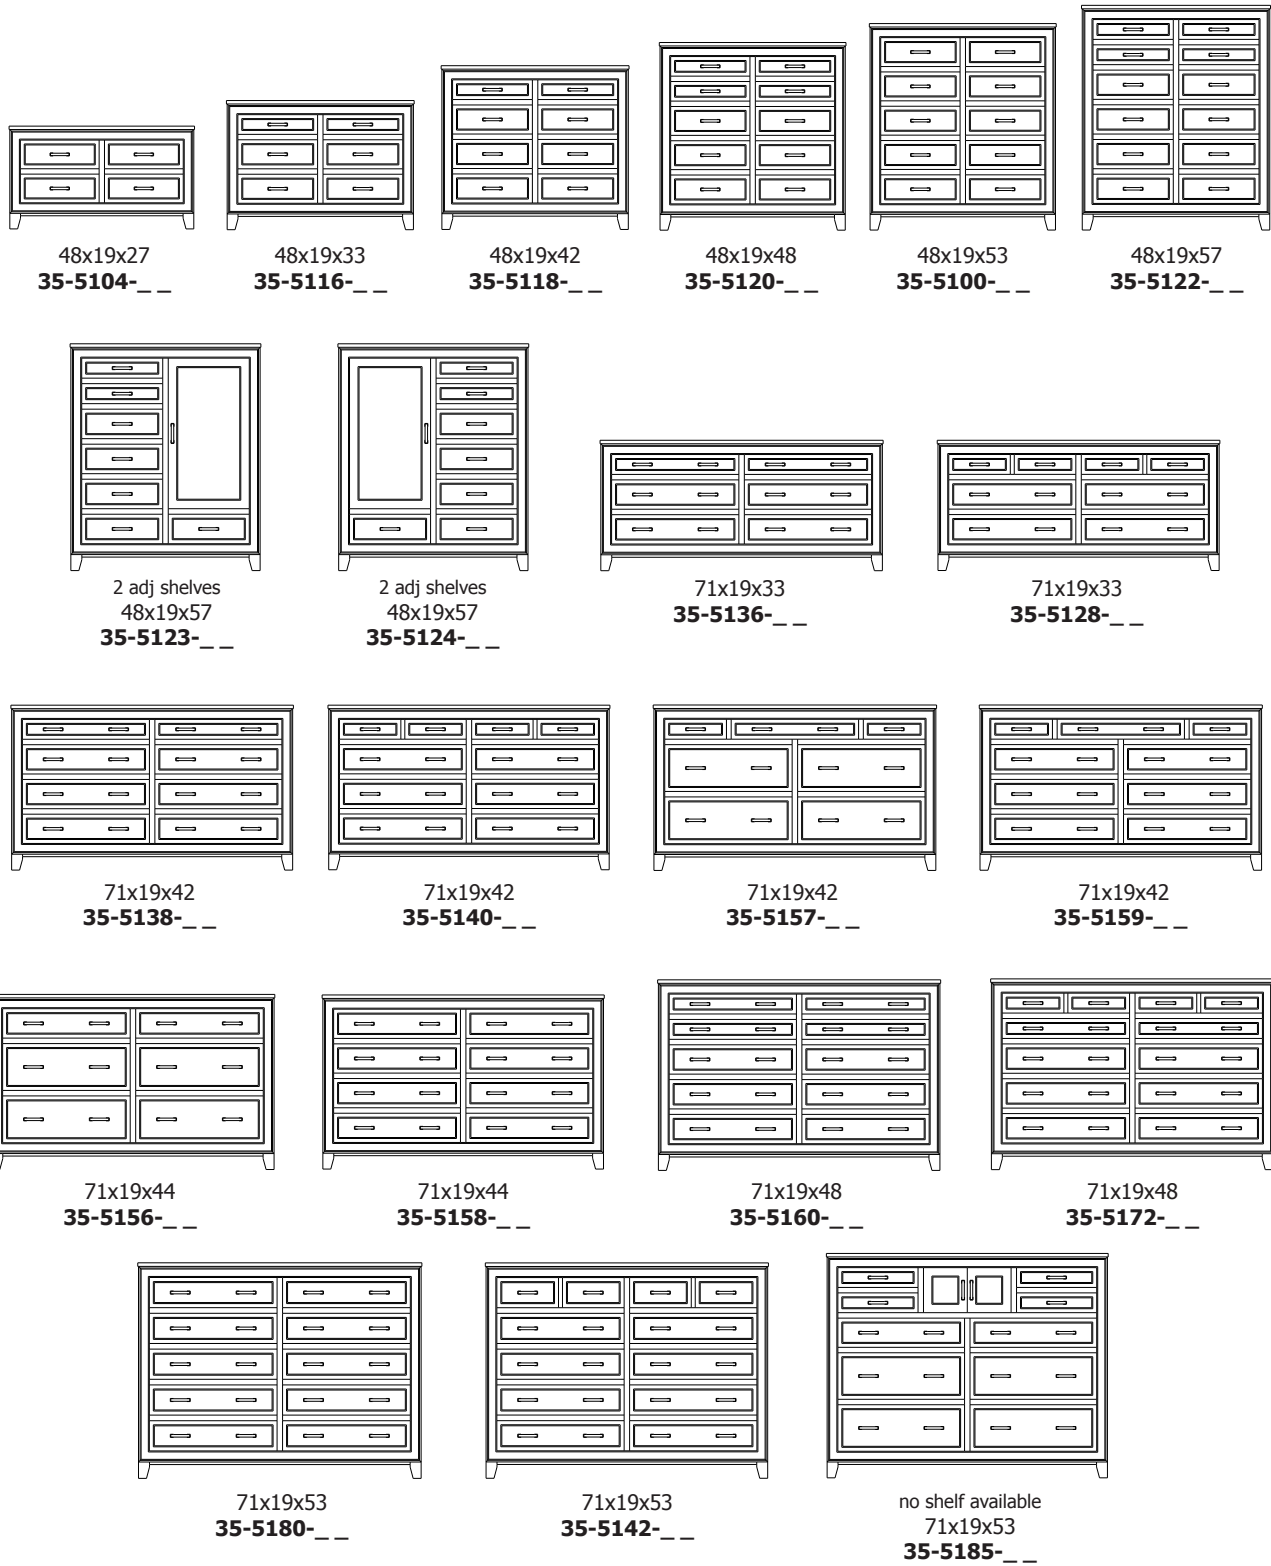 48x19x27
35-5104-_ _
48x19x33
35-5116-_ _
48x19x42
35-5118-_ _
48x19x48
35-5120-_ _
48x19x53
35-5100-_ _
48x19x57
35-5122-_ _
2 adj shelves
48x19x57
35-5123-_ _
2 adj shelves
48x19x57
35-5124-_ _
71x19x33
35-5136-_ _
71x19x33
35-5128-_ _
71x19x42
35-5138-_ _
71x19x42
35-5140-_ _
71x19x42
35-5157-_ _
71x19x42
35-5159-_ _
71x19x44
35-5156-_ _
71x19x44
35-5158-_ _
71x19x48
35-5160-_ _
71x19x48
35-5172-_ _
71x19x53
35-5180-_ _
71x19x53
35-5142-_ _
no shelf available
71x19x53
35-5185-_ _